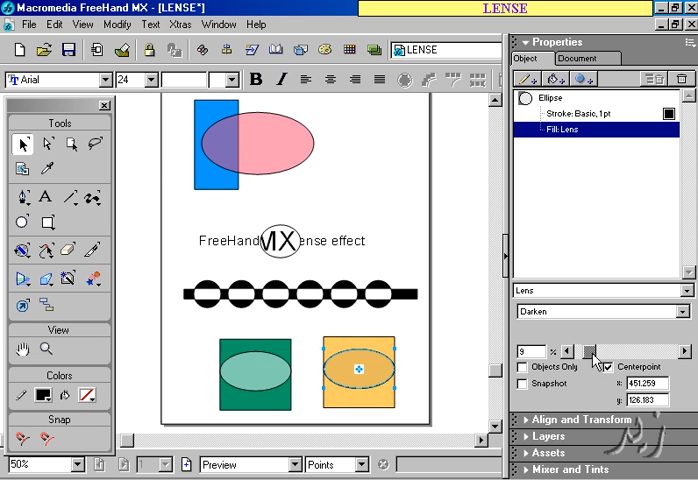 Macromedia FreeHand MX - [LENSE*]
LENSE
File Edit View Modify Text Xtras Window Help
LENSE
Arial
24
B I
Properties
Object Document
Ellipse
Stroke: Basic, 1pt
Fill: Lens
Lens
Darken
9 %
Objects Only Centerpoint
Snapshot x: 451.259
y: 126.183
Align and Transform
Layers
Assets
Mixer and Tints
Tools
A
View
Colors
Snap
FreeHand MX ense effect
50%
1
Preview
Points